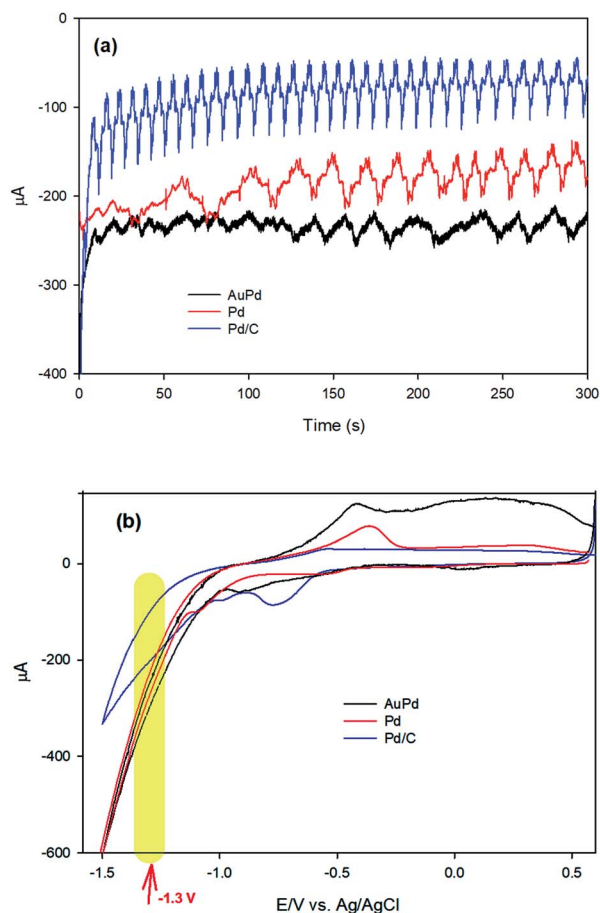 0
(a)
-100
µA
-200
-300
AuPd
Pd
Pd/C
-400
0 50 100 150 200 250 300
Time (s)
(b)
0
-200
µA
-400
AuPd
Pd
Pd/C
-600
-1.5 -1.0 -0.5 0.0 0.5
-1.3 V
E/V vs. Ag/AgCl